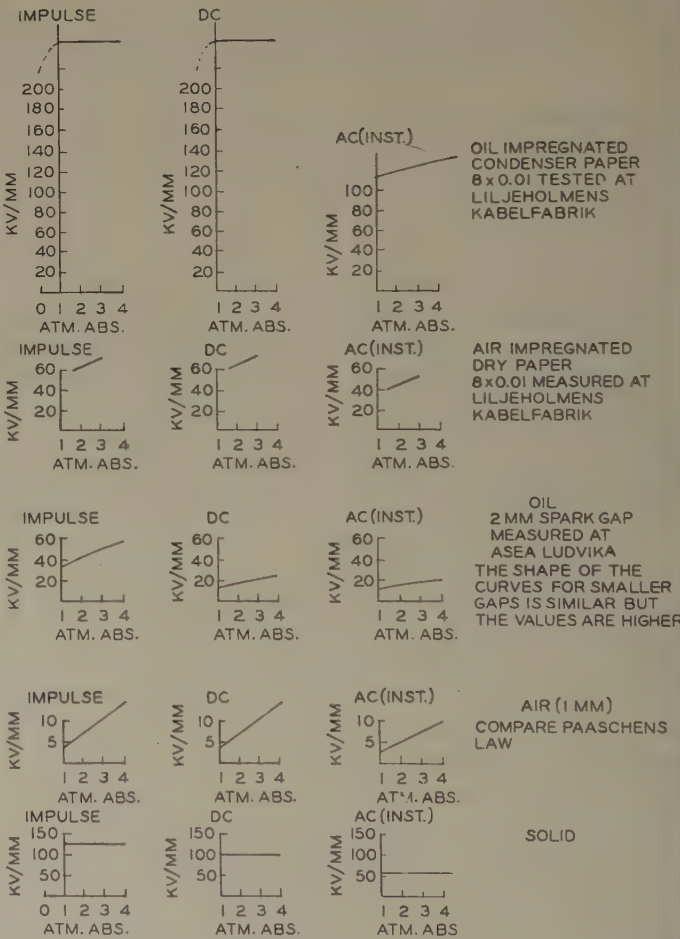 IMPULSE
DC
KV/MM
200
180
160
140
120
100
80
60
40
20
0 1 2 3 4
ATM. ABS.
KV/MM
200
180
160
140
120
100
80
60
40
20
1 2 3 4
ATM. ABS.
AC(INST.)
KV/MM
100
80
60
40
20
1 2 3 4
ATM. ABS.
OIL IMPREGNATED
CONDENSER PAPER
8x0.01 TESTED AT
LILJEHOLMENS
KABELFABRIK
IMPULSE
KV/MM
60
40
20
1 2 3 4
ATM. ABS.
DC
KV/MM
60
40
20
1 2 3 4
ATM. ABS.
AC(INST.)
KV/MM
60
40
20
1 2 3 4
ATM. ABS.
AIR IMPREGNATED
DRY PAPER
8x0.01 MEASURED AT
LILJEHOLMENS
KABELFABRIK
IMPULSE
KV/MM
60
40
20
1 2 3 4
ATM. ABS.
DC
KV/MM
60
40
20
1 2 3 4
ATM. ABS.
AC(INST.)
KV/MM
60
40
20
1 2 3 4
ATM. ABS.
OIL
2 MM SPARK GAP
MEASURED AT
ASEA LUDVIKA
THE SHAPE OF THE
CURVES FOR SMALLER
GAPS IS SIMILAR BUT
THE VALUES ARE HIGHER
IMPULSE
KV/MM
10
5
1 2 3 4
ATM. ABS.
DC
KV/MM
10
5
1 2 3 4
ATM. ABS.
AC(INST.)
KV/MM
10
5
1 2 3 4
ATM. ABS.
AIR (1 MM)
COMPARE PAASCHENS
LAW
IMPULSE
KV/MM
150
100
50
0 1 2 3 4
ATM. ABS.
DC
KV/MM
150
100
50
1 2 3 4
ATM. ABS.
AC(INST.)
KV/MM
150
100
50
1 2 3 4
ATM. ABS
SOLID